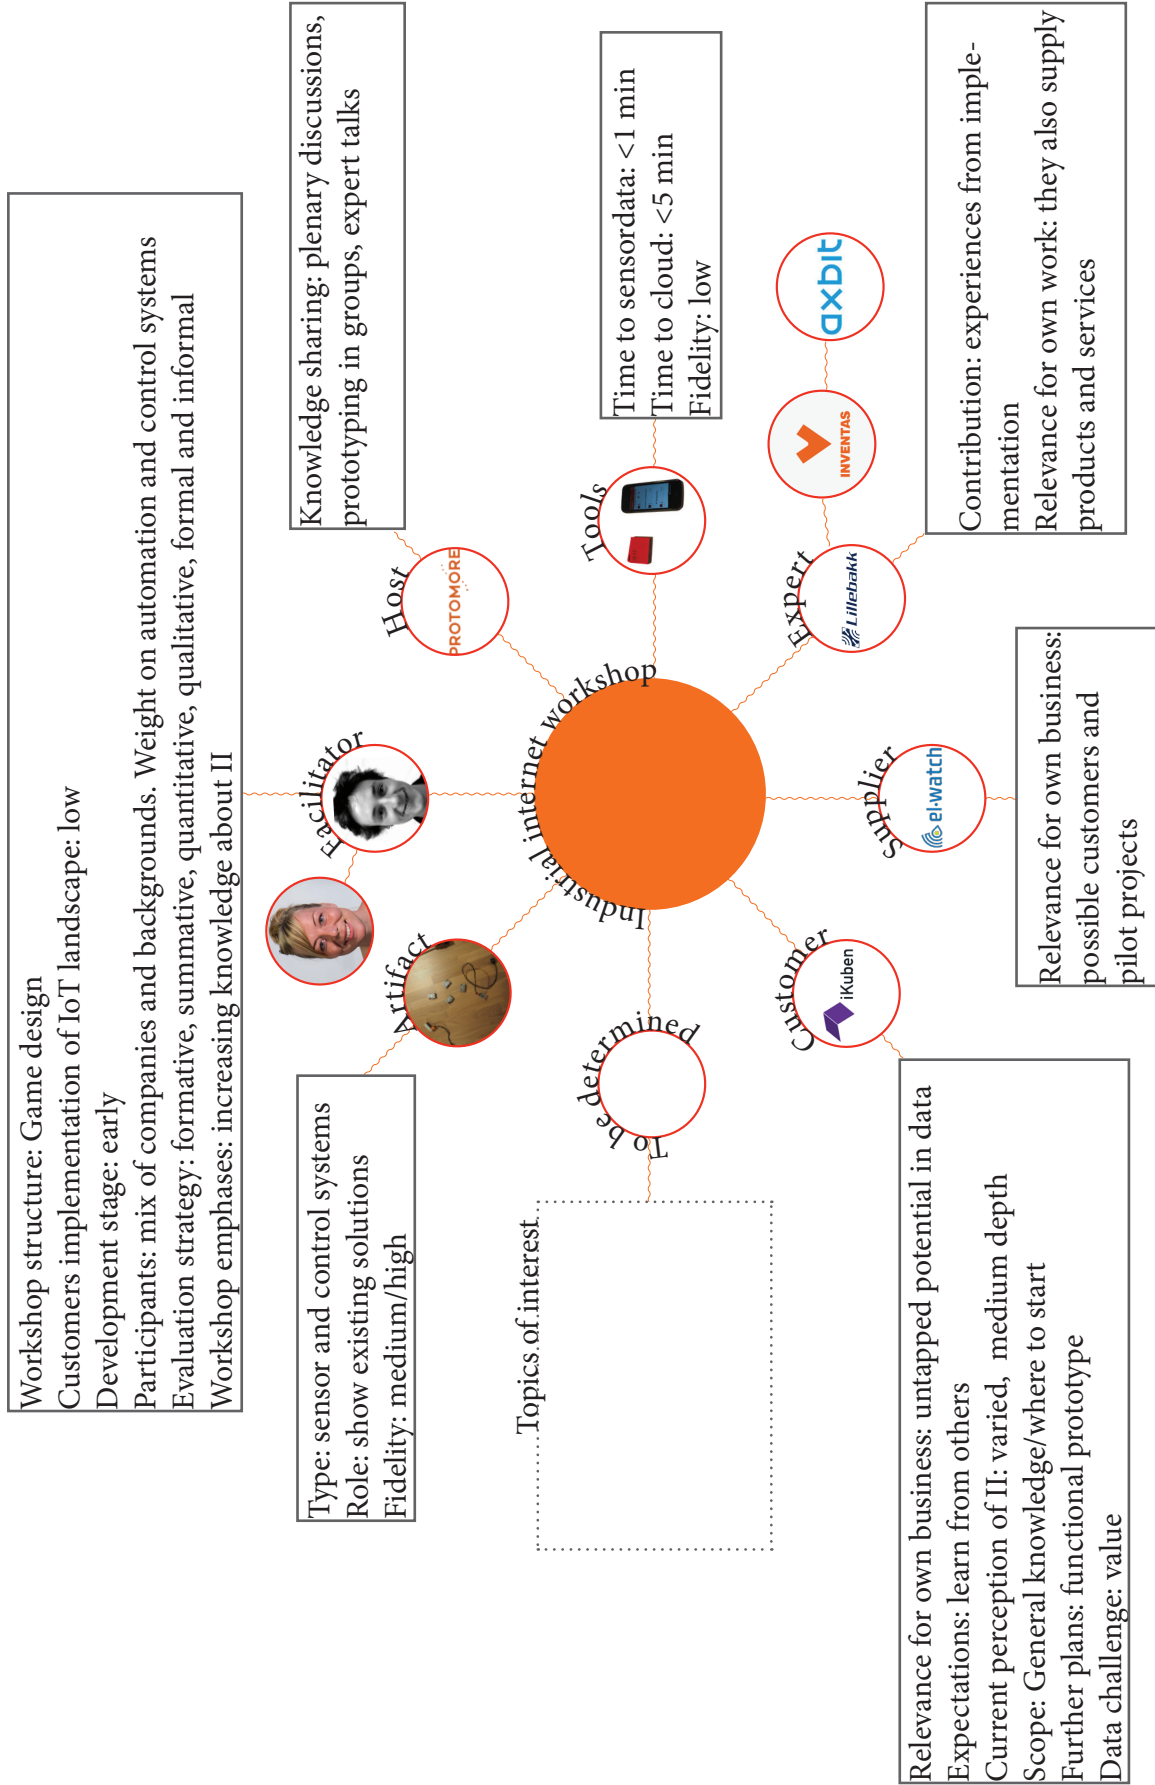 Workshop structure: Game design
Customers implementation of IoT landscape: low
Development stage: early
Participants: mix of companies and backgrounds. Weight on automation and control systems
Evaluation strategy: formative, summative, quantitative, qualitative, formal and informal
Workshop emphases: increasing knowledge about II
Type: sensor and control systems
Role: show existing solutions
Fidelity: medium/high
Artifact
Facilitator
Host
PROTOMORE
Knowledge sharing: plenary discussions,
prototyping in groups, expert talks
Topics of interest
To be determined
Industrial internet workshop
Tools
Time to sensordata: <1 min
Time to cloud: <5 min
Fidelity: low
Customer
iKuben
Supplier
el-watch
Expert
Lillebakk
INVENTAS
axbit
Relevance for own business: untapped potential in data
Expectations: learn from others
Current perception of II: varied, medium depth
Scope: General knowledge/where to start
Further plans: functional prototype
Data challenge: value
Relevance for own business:
possible customers and
pilot projects
Contribution: experiences from imple-
mentation
Relevance for own work: they also supply
products and services